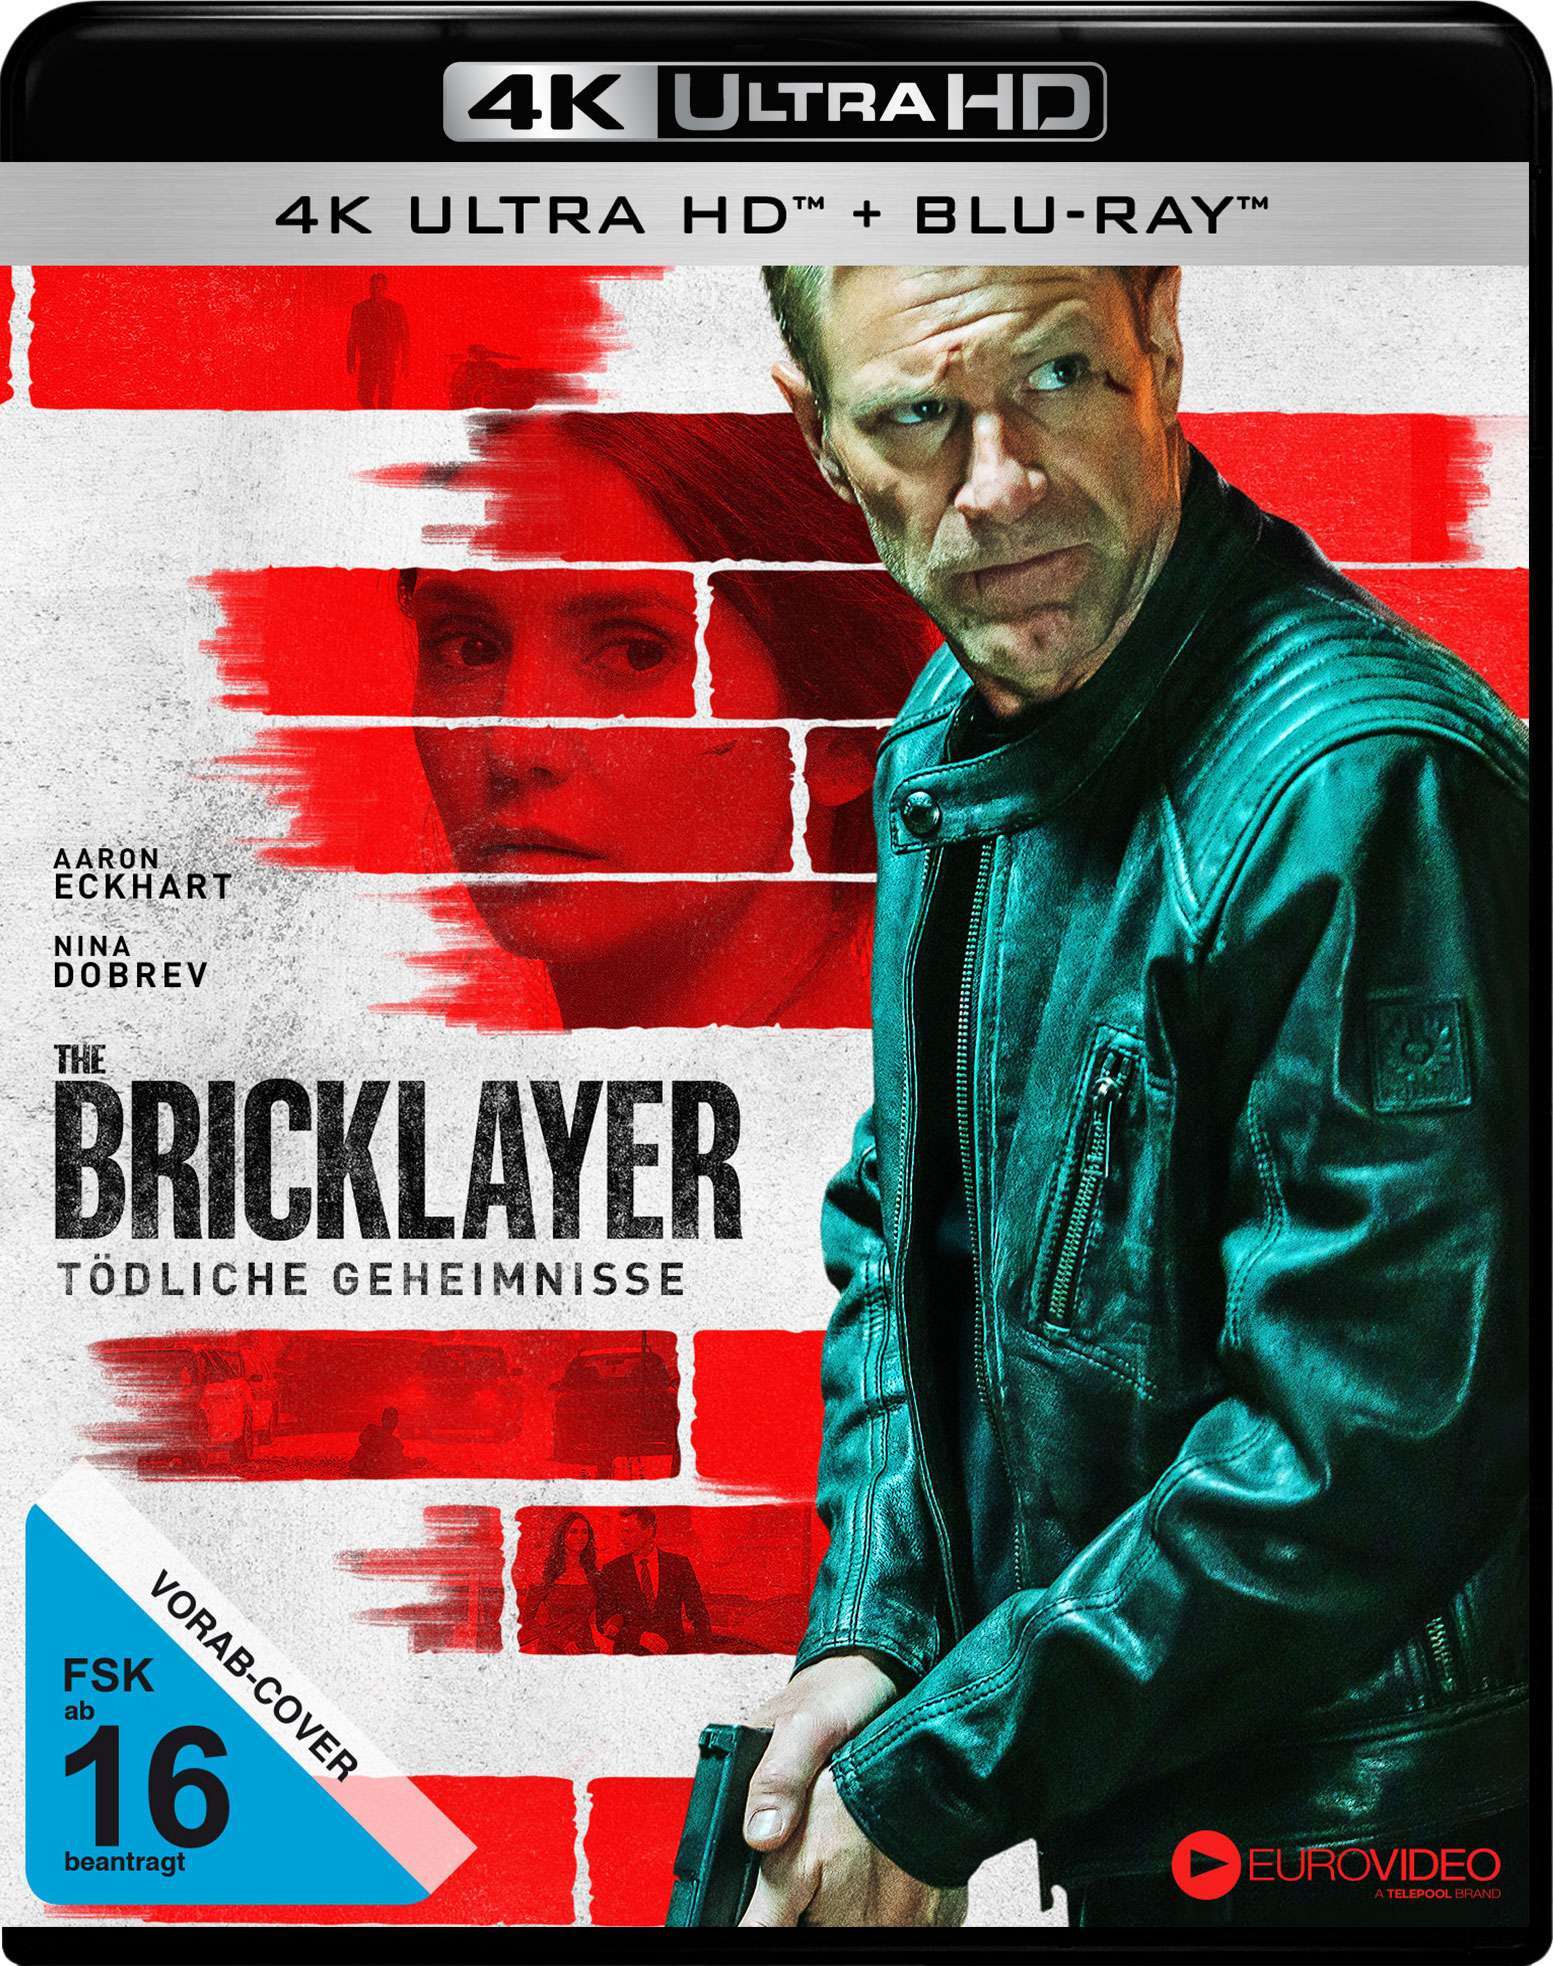 4K ULTRA HD
4K ULTRA HD™ + BLU-RAY™
AARON
ECKHART
NINA
DOBREV
THE
BRICKLAYER
TÖDLICHE GEHEIMNISSE
VORAB-COVER
FSK
ab
16
beantragt
EUROVIDEO
A TELEPOOL BRAND